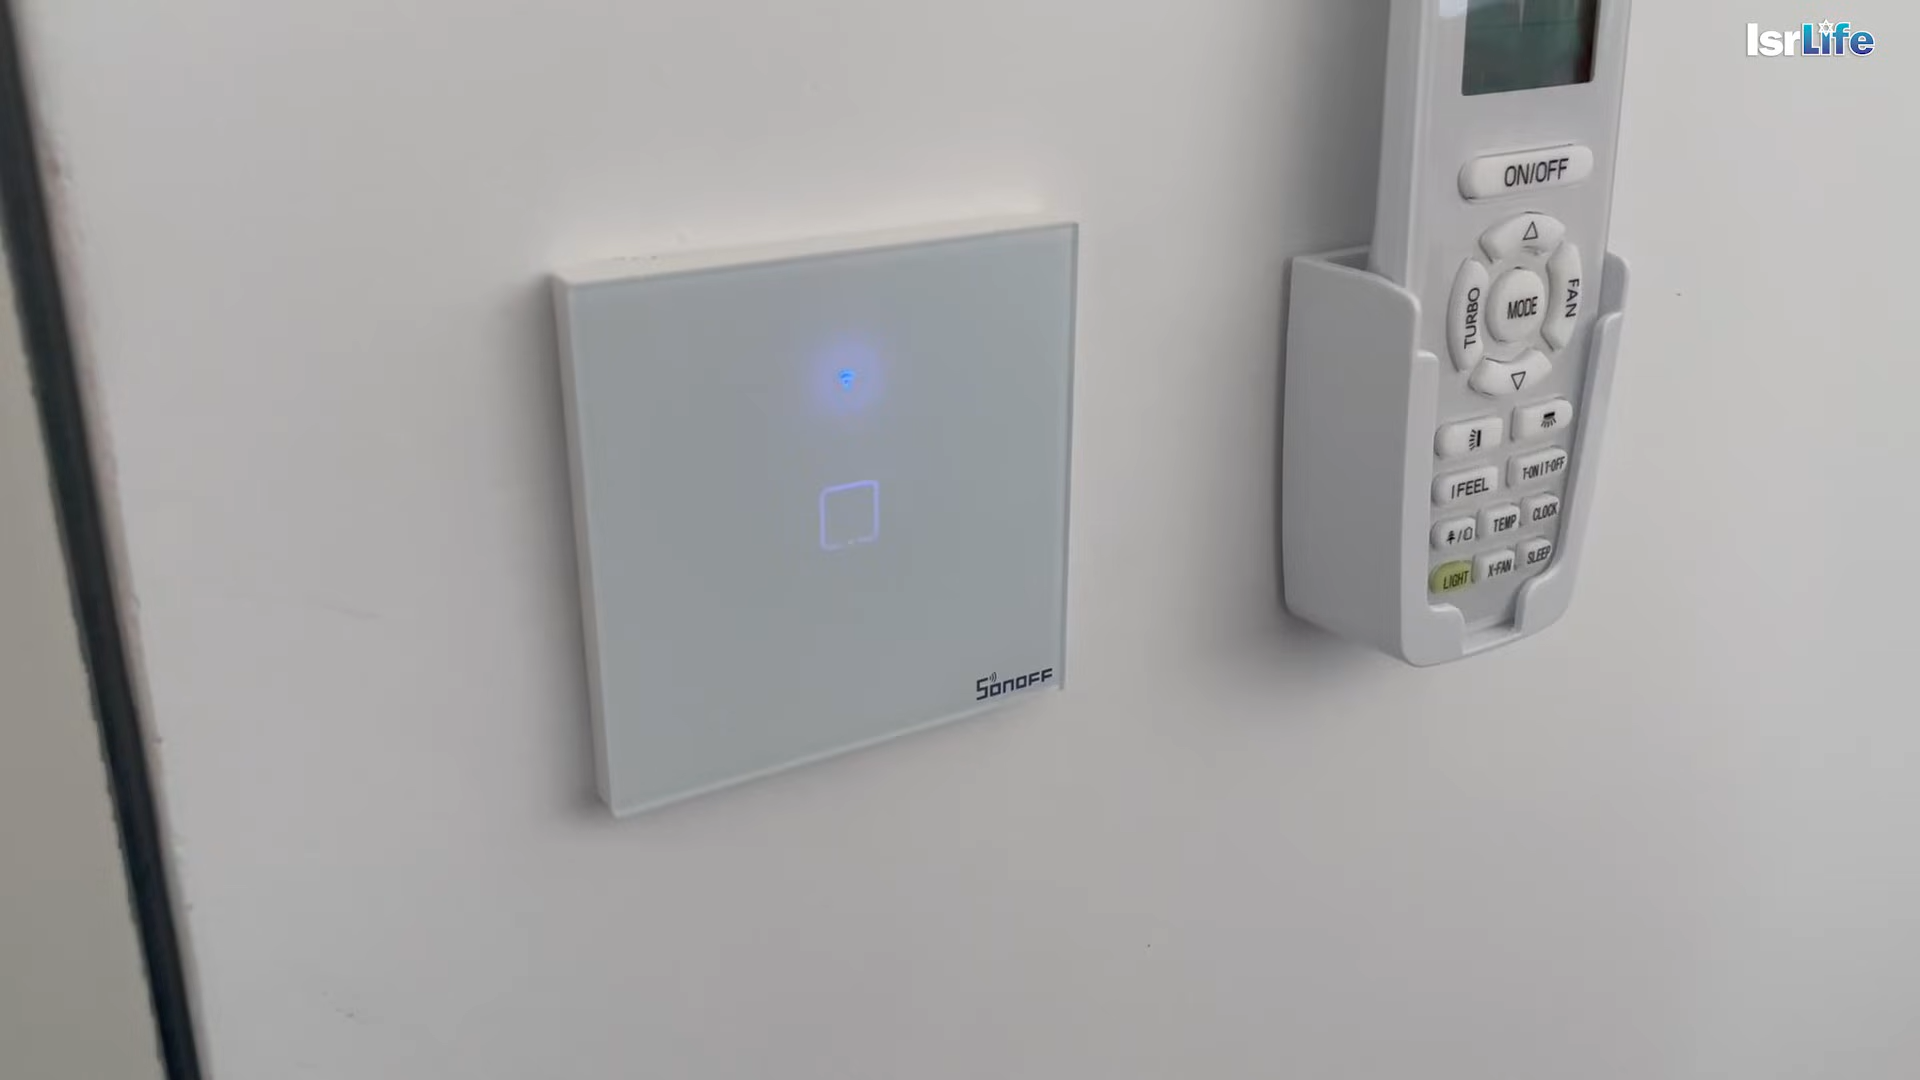 IsrLife
ON/OFF
TURBO
MODE
FAN
I FEEL
T-ON | T-OFF
TEMP
CLOCK
LIGHT
X-FAN
SLEEP
SONOFF